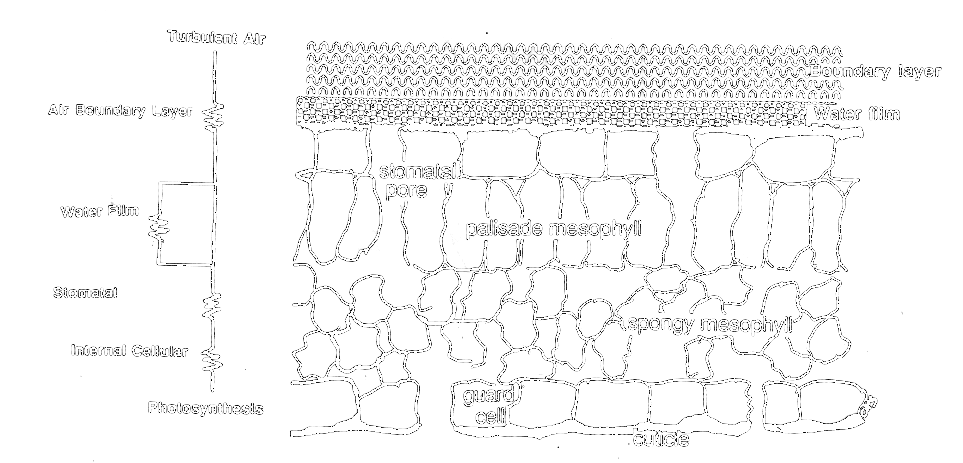 Turbulent Air
Boundary layer
Air Boundary Layer
Water film
stomatal
pore
Water Film
palisade mesophyll
Stomatal
spongy mesophyll
Internal Cellular
guard
cell
Photosynthesis
cuticle